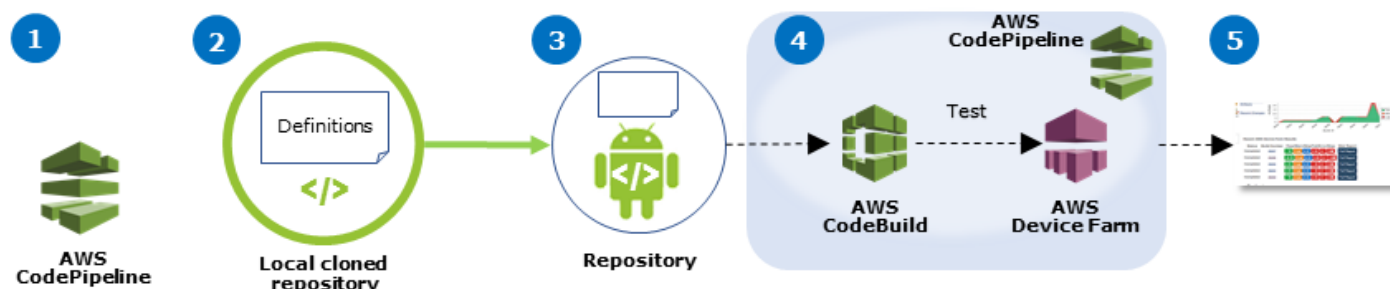 1
AWS
CodePipeline
2
Definitions
</>
Local cloned
repository
3
</>
Repository
4
AWS
CodePipeline
AWS
CodeBuild
Test
AWS
Device Farm
5